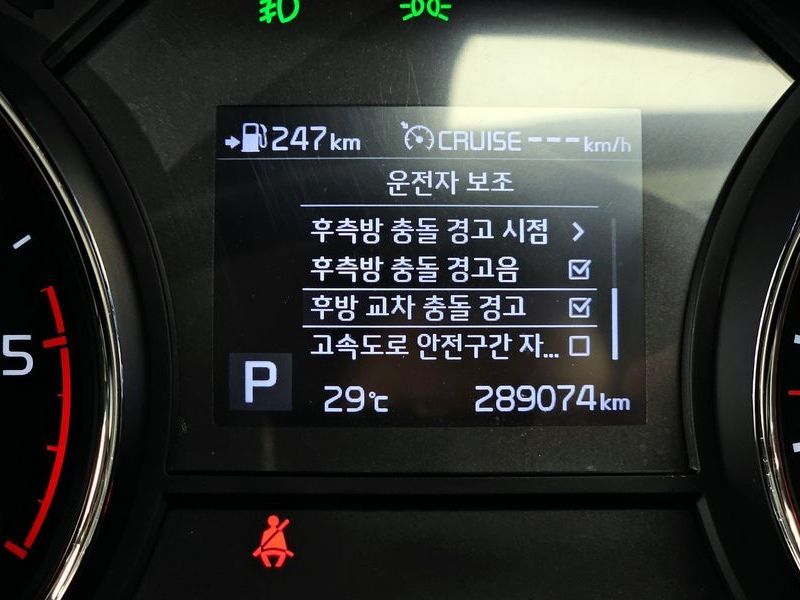 247km CRUISE ---km/h
운전자 보조
후측방 충돌 경고 시점 >
후측방 충돌 경고음
후방 교차 충돌 경고
고속도로 안전구간 자...
P 29℃ 289074km
5